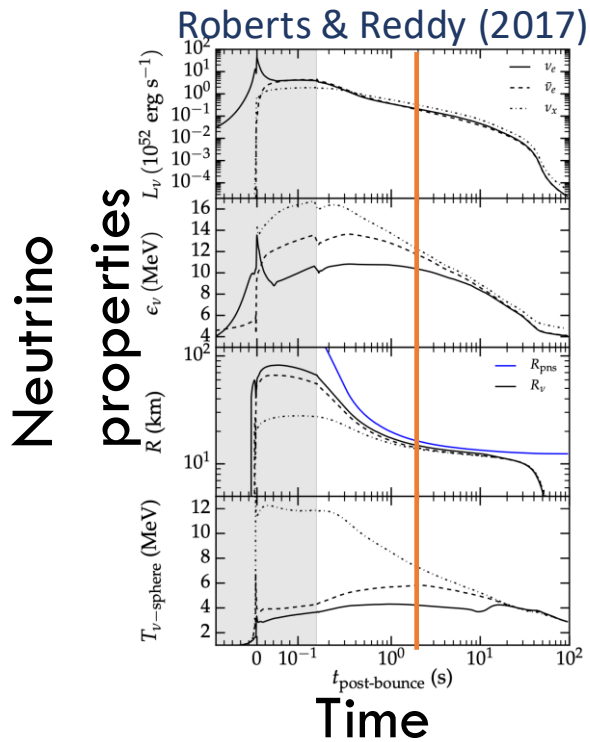 Roberts & Reddy (2017)
Neutrino
properties
L_ν (10^52 erg s^−1)
10^2
10^1
10^0
10^−1
10^−2
10^−3
10^−4
ν_e
ν̄_e
ν_x
ϵ_ν (MeV)
16
14
12
10
8
6
4
R (km)
10^2
10^1
R_pns
R_ν
T_ν−sphere (MeV)
12
10
8
6
4
2
0 10^−1 10^0 10^1 10^2
t_post-bounce (s)
Time